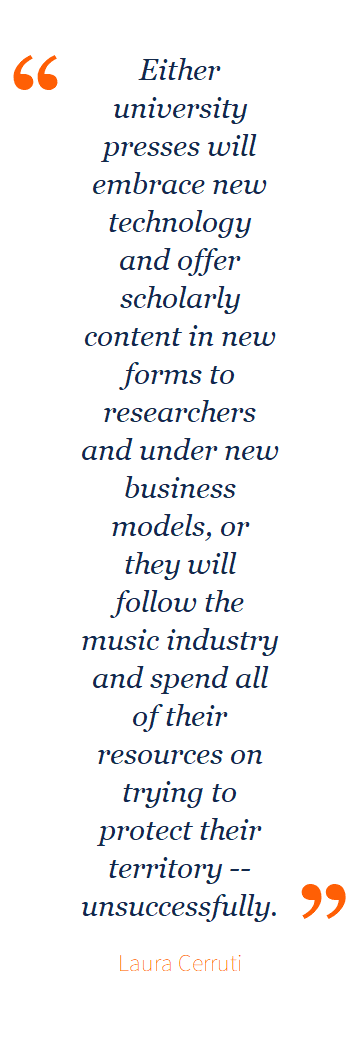 “ Either
university
presses will
embrace new
technology
and offer
scholarly
content in new
forms to
researchers
and under new
business
models, or
they will
follow the
music industry
and spend all
of their
resources on
trying to
protect their
territory --
unsuccessfully. ”
Laura Cerruti